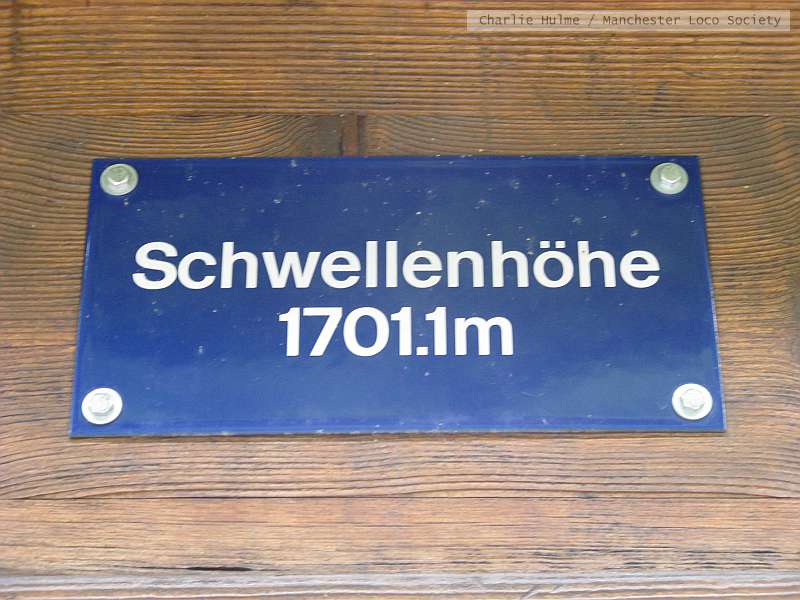 Charlie Hulme / Manchester Loco Society
Schwellenhöhe
1701.1m